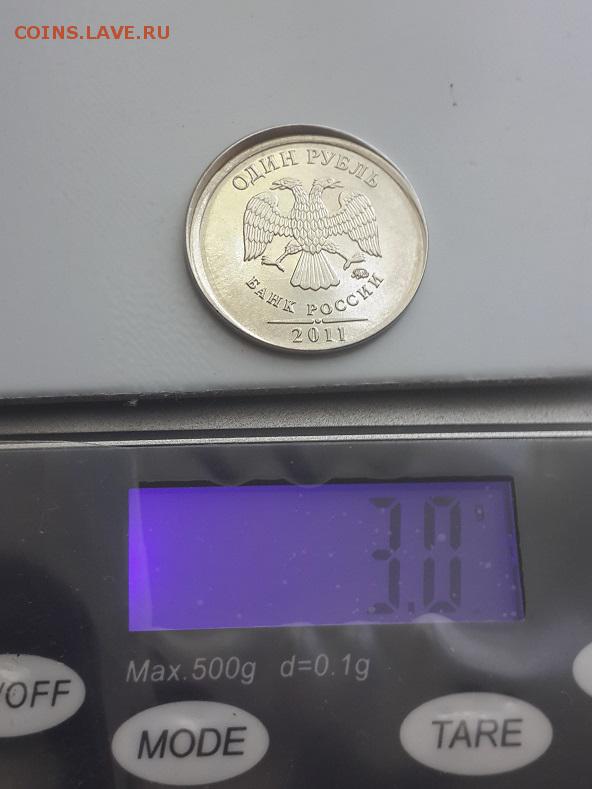 COINS.LAVE.RU
ОДИН РУБЛЬ
БАНК РОССИИ
2011
3.0 g
Max.500g d=0.1g
/OFF
MODE
TARE